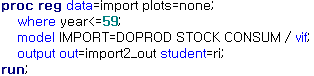 proc reg data=import plots=none;
where year<=59;
model IMPORT=DOPROD STOCK CONSUM / vif;
output out=import2_out student=ri;
run;